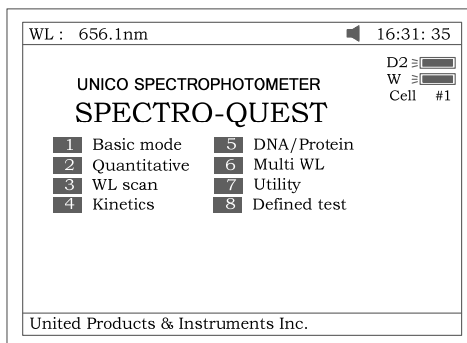 WL : 656.1nm 16:31: 35
D2
W
Cell #1
UNICO SPECTROPHOTOMETER
SPECTRO-QUEST
1 Basic mode 5 DNA/Protein
2 Quantitative 6 Multi WL
3 WL scan 7 Utility
4 Kinetics 8 Defined test
United Products & Instruments Inc.